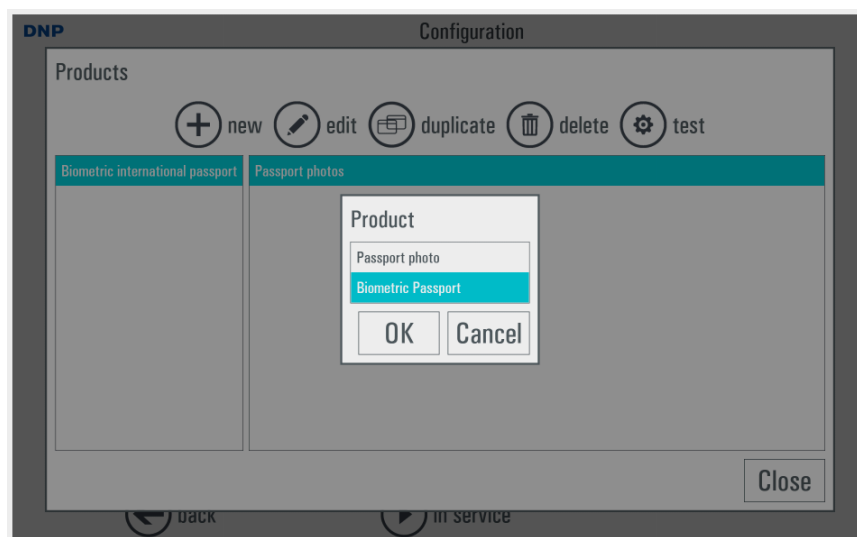 DNP Configuration
Products
new edit duplicate delete test
Biometric international passport Passport photos
Product
Passport photo
Biometric Passport
OK Cancel
Close
back in service